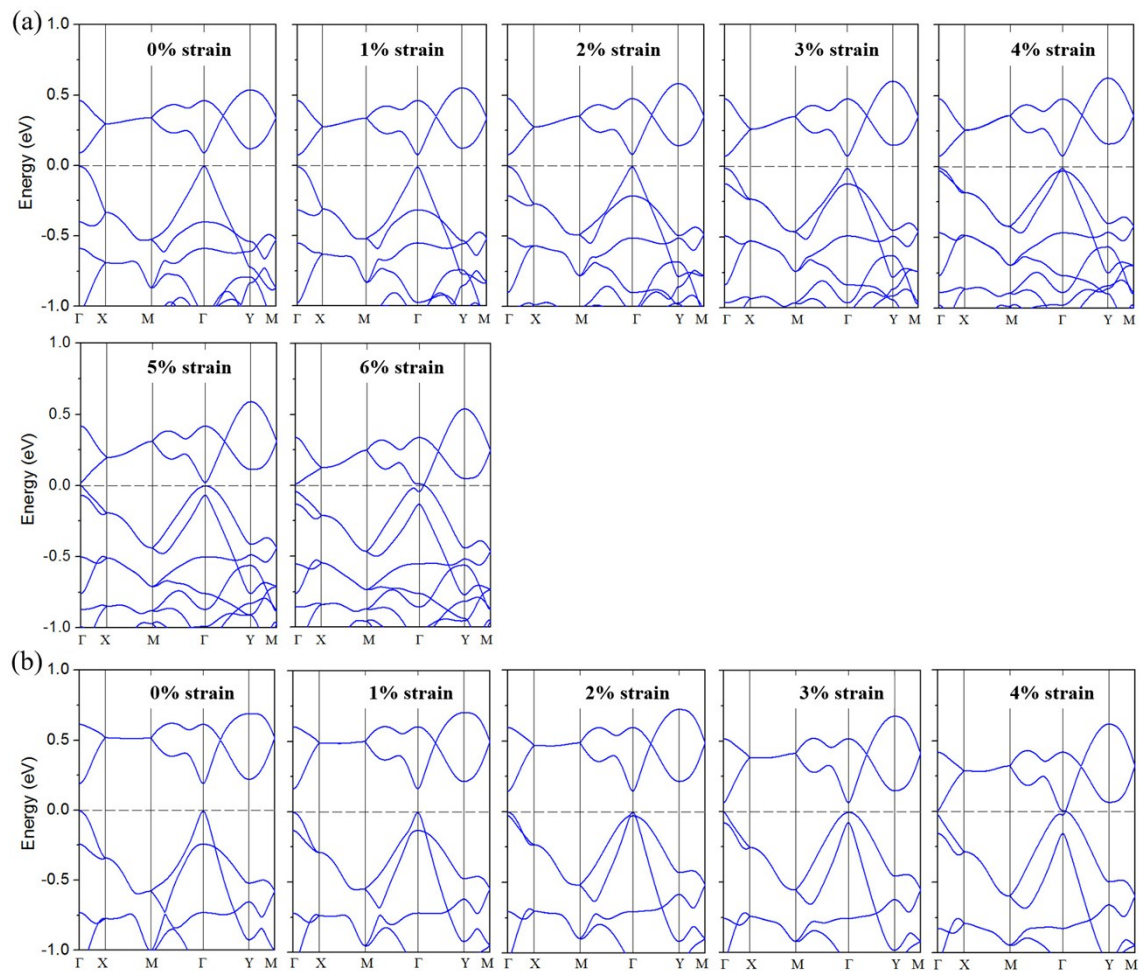 (a)
0% strain
1% strain
2% strain
3% strain
4% strain
1.0
0.5
0.0
-0.5
-1.0
Energy (eV)
Γ X M Γ Y M
Γ X M Γ Y M
Γ X M Γ Y M
Γ X M Γ Y M
Γ X M Γ Y M
5% strain
6% strain
1.0
0.5
0.0
-0.5
-1.0
Energy (eV)
Γ X M Γ Y M
Γ X M Γ Y M
(b)
0% strain
1% strain
2% strain
3% strain
4% strain
1.0
0.5
0.0
-0.5
-1.0
Energy (eV)
Γ X M Γ Y M
Γ X M Γ Y M
Γ X M Γ Y M
Γ X M Γ Y M
Γ X M Γ Y M